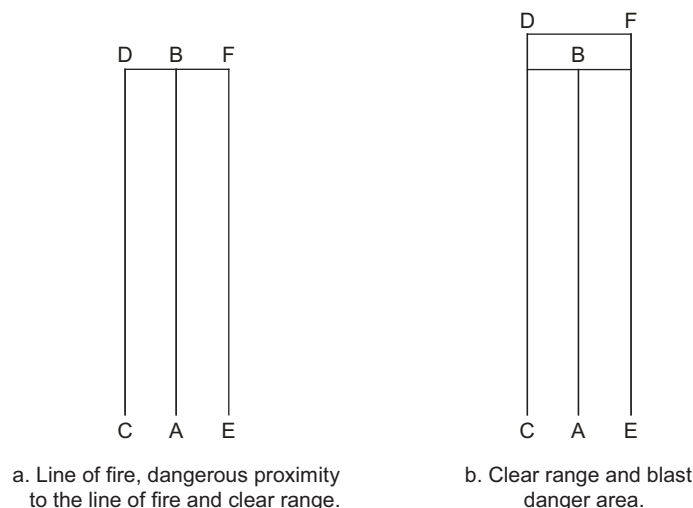 D F
D B F
B
C A E
C A E
a. Line of fire, dangerous proximity
to the line of fire and clear range.
b. Clear range and blast
danger area.